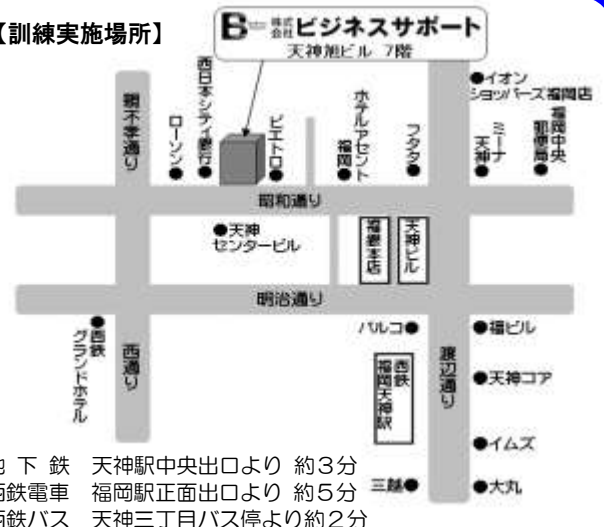 【訓練実施場所】
B 株式会社ビジネスサポート
天神旭ビル 7階
親不孝通り
ローソン
西日本シティ銀行
ピエトロ
ホテルアセント
福岡
フタタ
イオン
ショッパーズ福岡店
ミーナ
天神
福岡中央
郵便局
昭和通り
天神
センタービル
福銀本店
天神ビル
明治通り
西鉄
グランドホテル
西通り
パルコ
福ビル
西鉄
福岡天神駅
渡辺通り
天神コア
イムズ
三越
大丸
地下鉄 天神駅中央出口より 約3分
西鉄電車 福岡駅正面出口より 約5分
西鉄バス 天神三丁目バス停より約2分